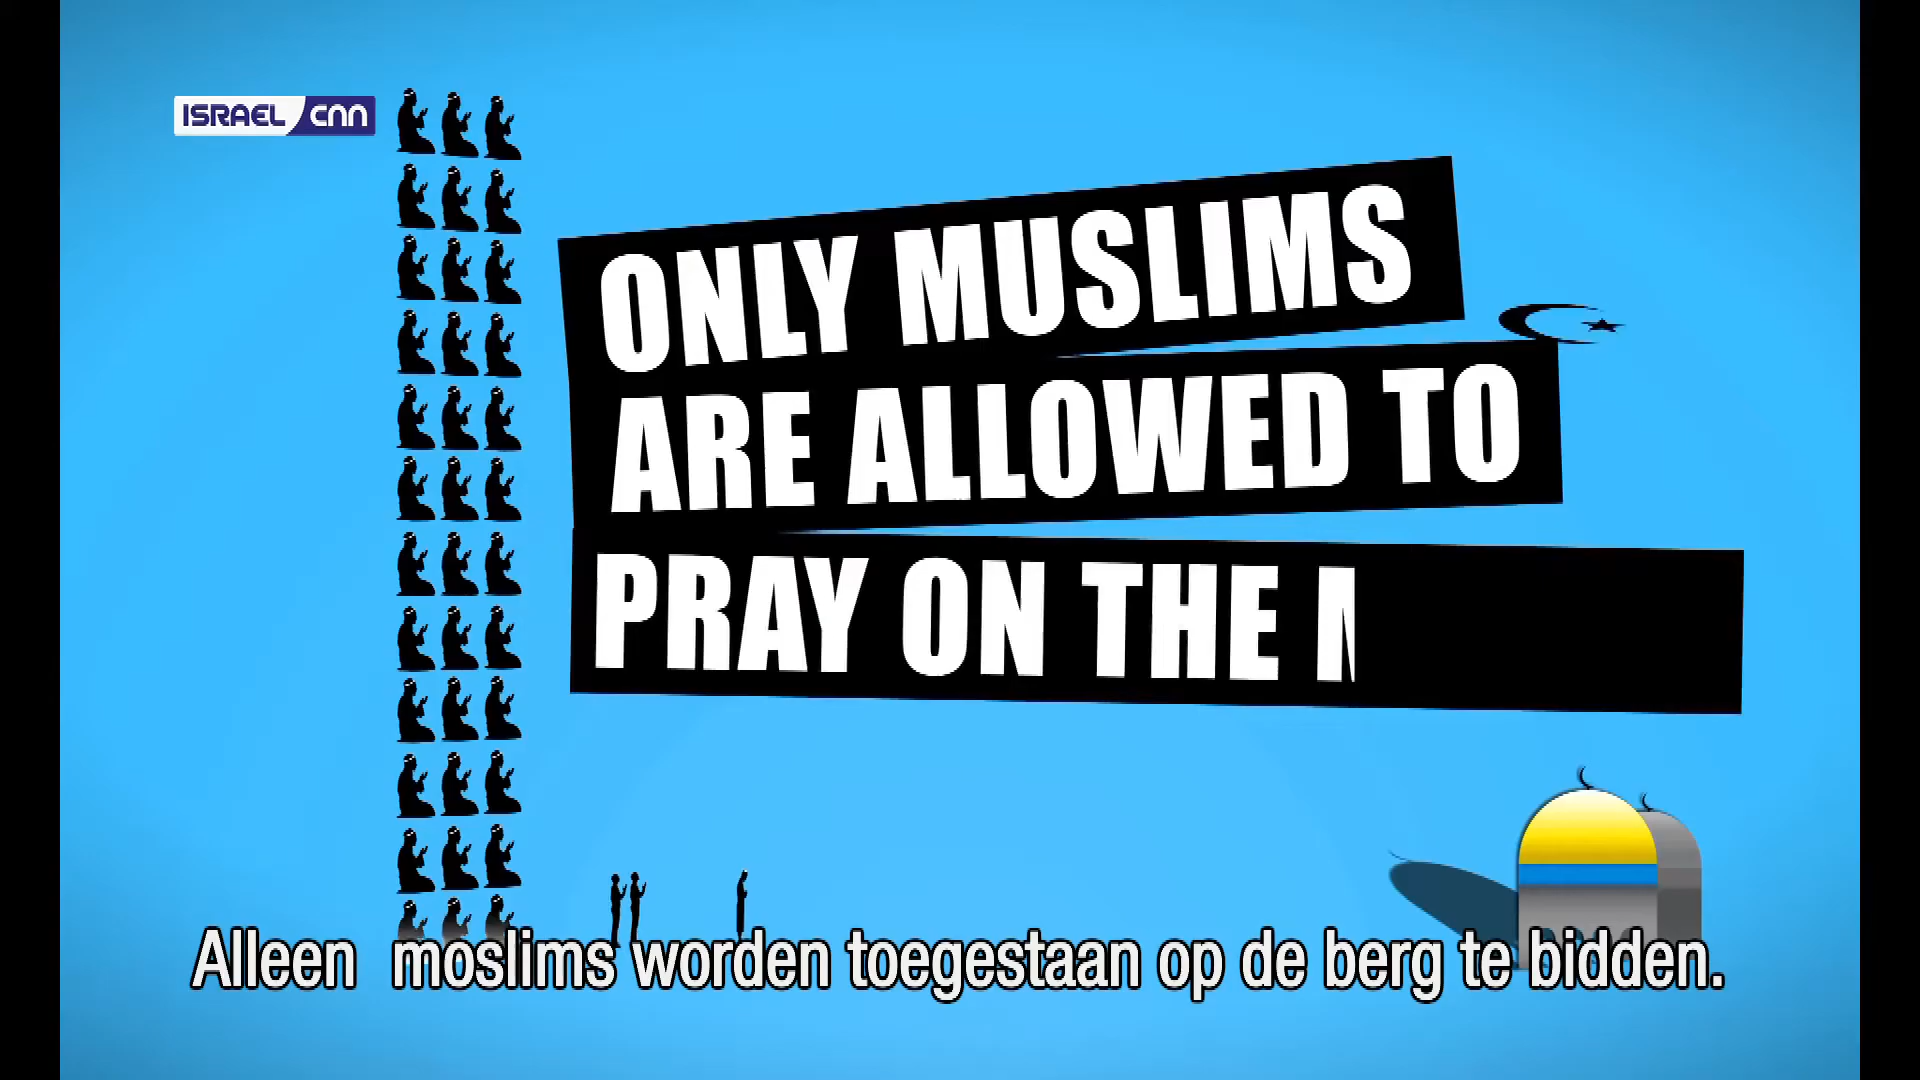 ISRAEL CNN
ONLY MUSLIMS
ARE ALLOWED TO
PRAY ON THE
Alleen moslims worden toegestaan op de berg te bidden.